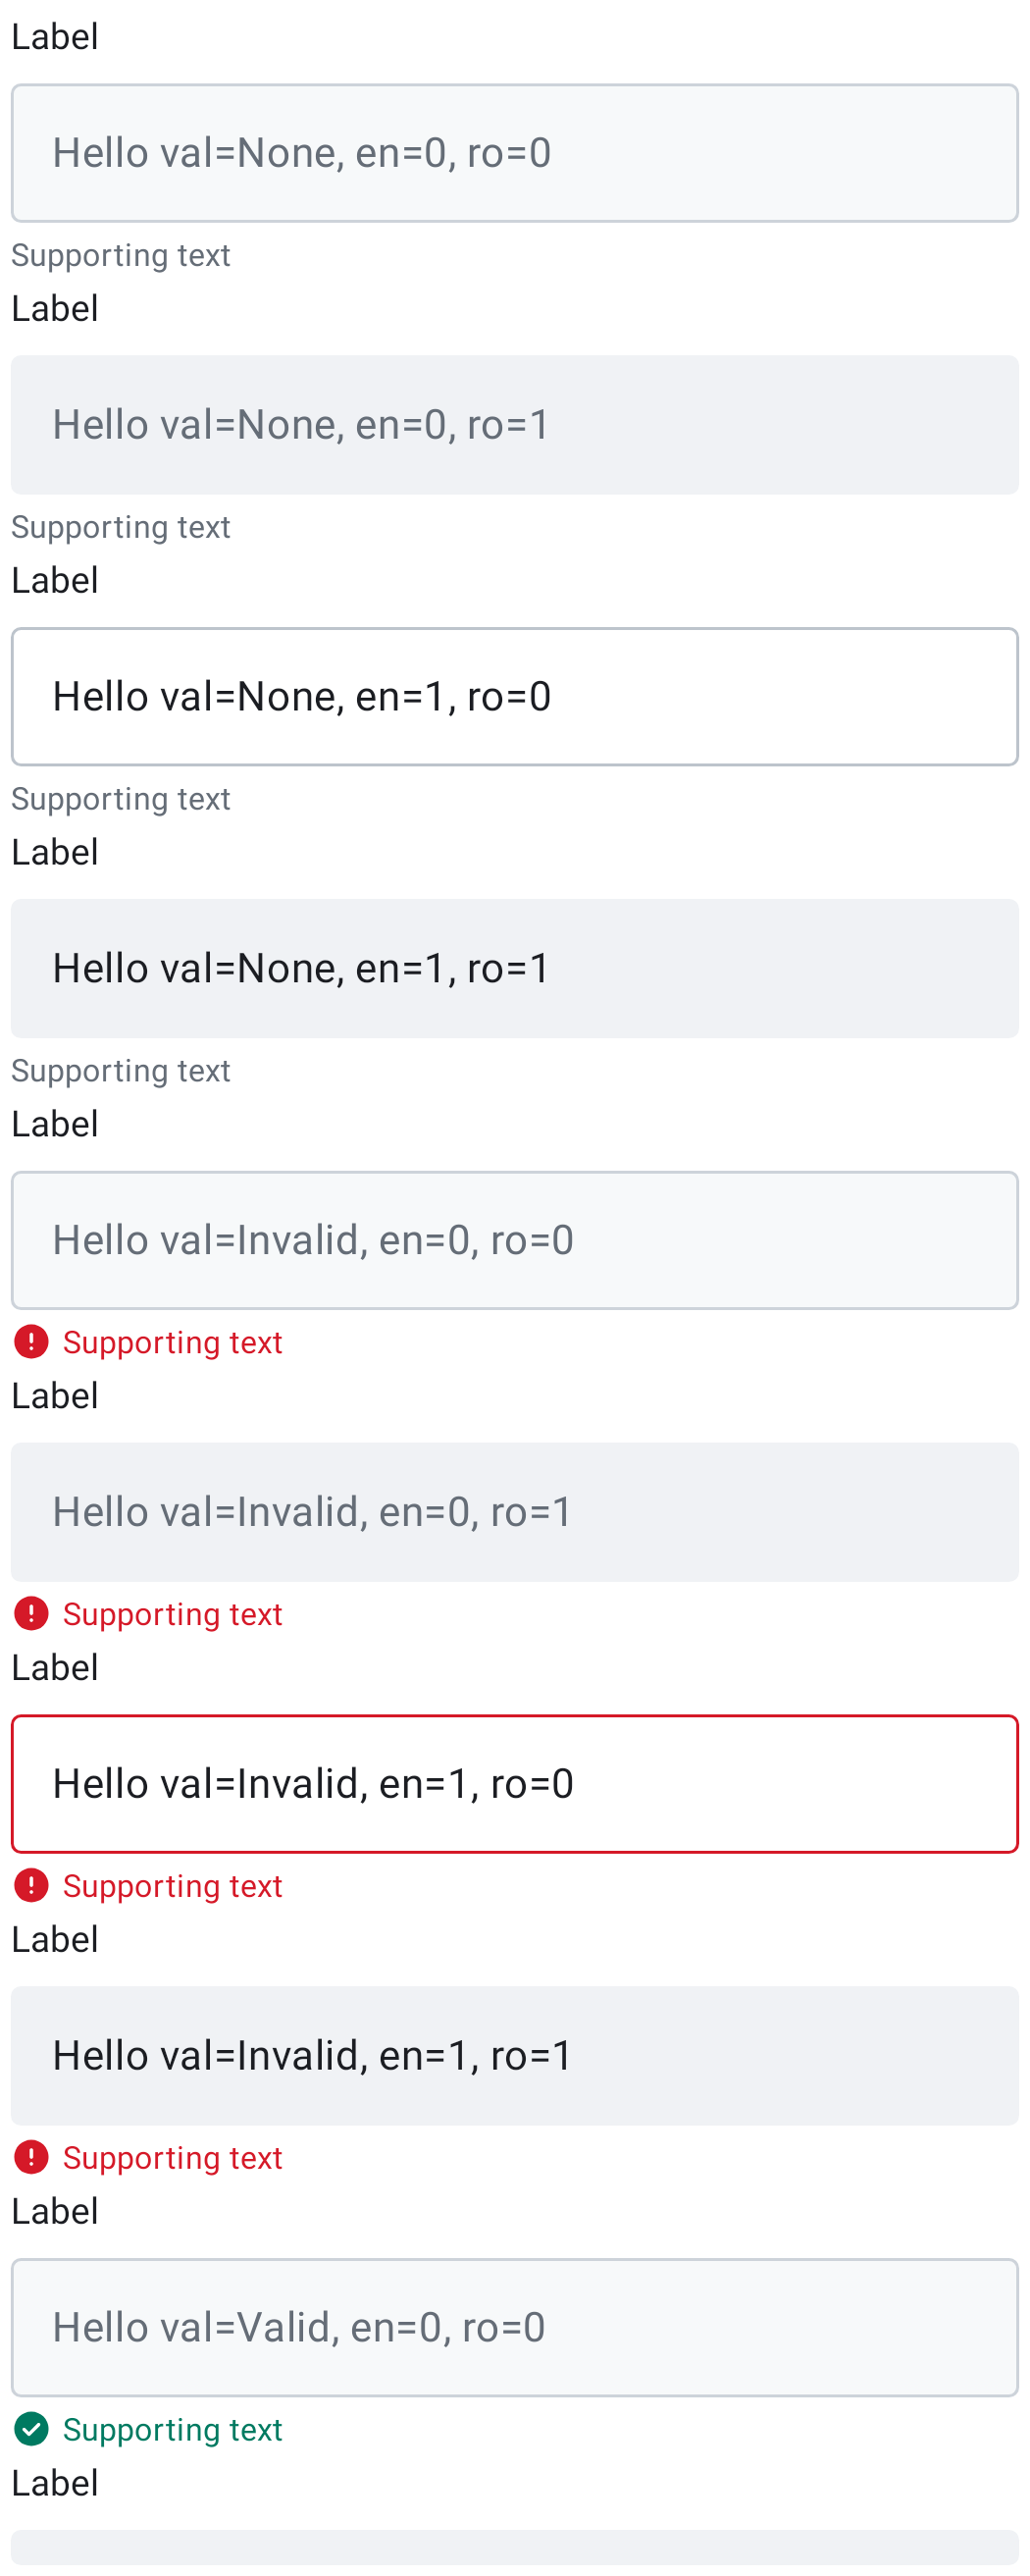 Label
Hello val=None, en=0, ro=0
Supporting text
Label
Hello val=None, en=0, ro=1
Supporting text
Label
Hello val=None, en=1, ro=0
Supporting text
Label
Hello val=None, en=1, ro=1
Supporting text
Label
Hello val=Invalid, en=0, ro=0
Supporting text
Label
Hello val=Invalid, en=0, ro=1
Supporting text
Label
Hello val=Invalid, en=1, ro=0
Supporting text
Label
Hello val=Invalid, en=1, ro=1
Supporting text
Label
Hello val=Valid, en=0, ro=0
Supporting text
Label